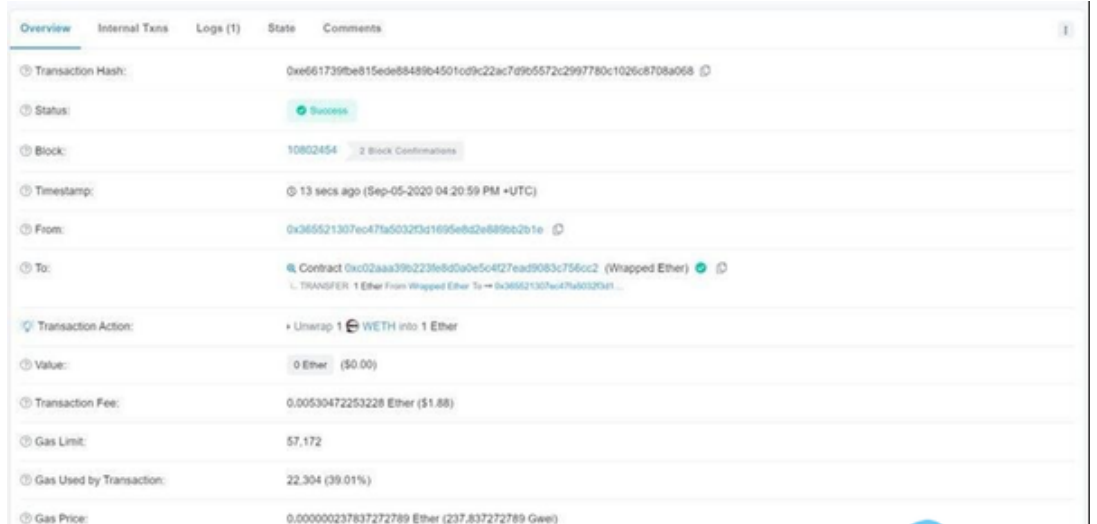 Overview Internal Txns Logs (1) State Comments
Transaction Hash: 0xe661739fbe815ede88489b4501cd9c22ac7d9b5572c2997780c1026c8708a068
Status: Success
Block: 10802454 2 Block Confirmations
Timestamp: 13 secs ago (Sep-05-2020 04:20:59 PM +UTC)
From: 0x365521307ec47fa5032f3d1695e8d2e889bb2b1e
To: Contract 0xc02aaa39b223fe8d0a0e5c4f27ead9083c756cc2 (Wrapped Ether)
TRANSFER 1 Ether From Wrapped Ether To → 0x365521307ec47fa5032f3d1...
Transaction Action: Unwrap 1 WETH into 1 Ether
Value: 0 Ether ($0.00)
Transaction Fee: 0.00530472253228 Ether ($1.88)
Gas Limit: 57,172
Gas Used by Transaction: 22,304 (39.01%)
Gas Price: 0.000000237837272789 Ether (237.837272789 Gwei)